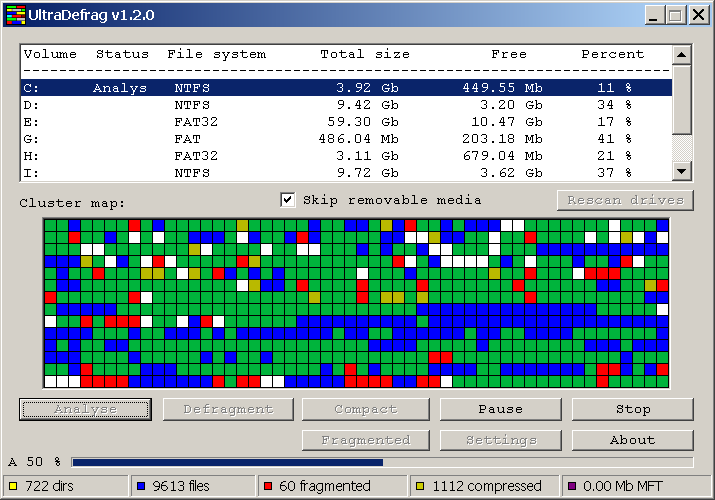 UltraDefrag v1.2.0
Volume Status File system Total size Free Percent
--------------------------------------------------------------------------------
C: Analys NTFS 3.92 Gb 449.55 Mb 11 %
D: NTFS 9.42 Gb 3.20 Gb 34 %
E: FAT32 59.30 Gb 10.47 Gb 17 %
G: FAT 486.04 Mb 203.18 Mb 41 %
H: FAT32 3.11 Gb 679.04 Mb 21 %
I: NTFS 9.72 Gb 3.62 Gb 37 %
Cluster map: Skip removable media Rescan drives
Analyse Defragment Compact Pause Stop
Fragmented Settings About
A 50 %
722 dirs 9613 files 60 fragmented 1112 compressed 0.00 Mb MFT